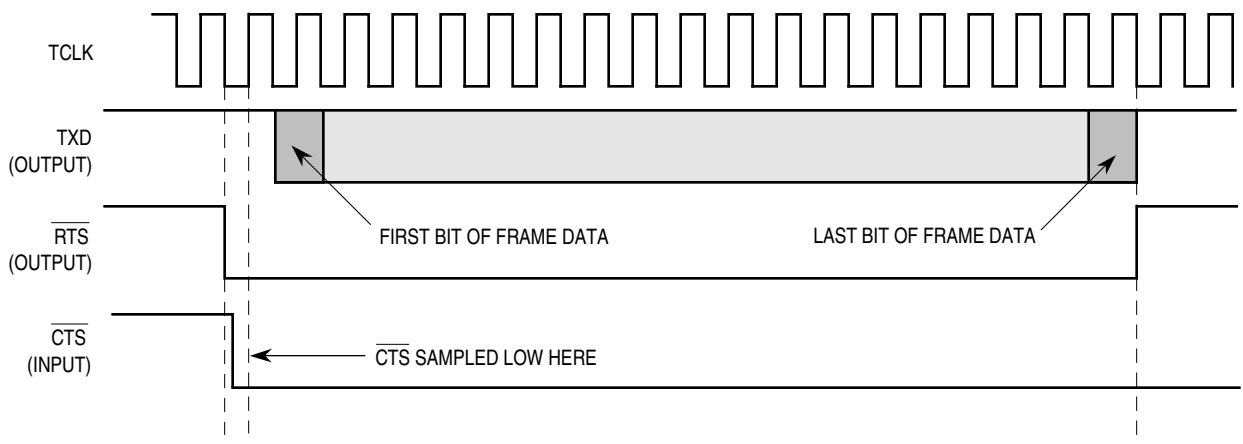 TCLK
TXD
(OUTPUT)
RTS
(OUTPUT)
FIRST BIT OF FRAME DATA
LAST BIT OF FRAME DATA
CTS
(INPUT)
CTS SAMPLED LOW HERE